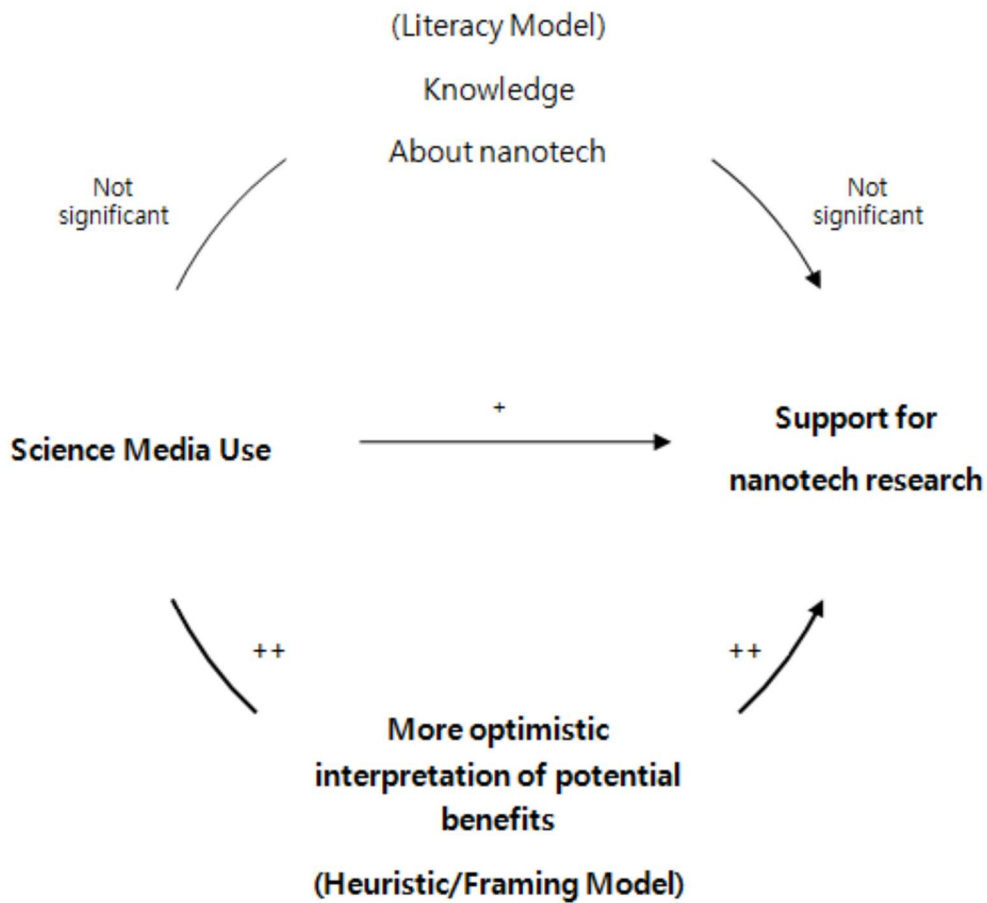 (Literacy Model)
Knowledge
About nanotech
Not
significant
Not
significant
+
Science Media Use
Support for
nanotech research
++
++
More optimistic
interpretation of potential
benefits
(Heuristic/Framing Model)